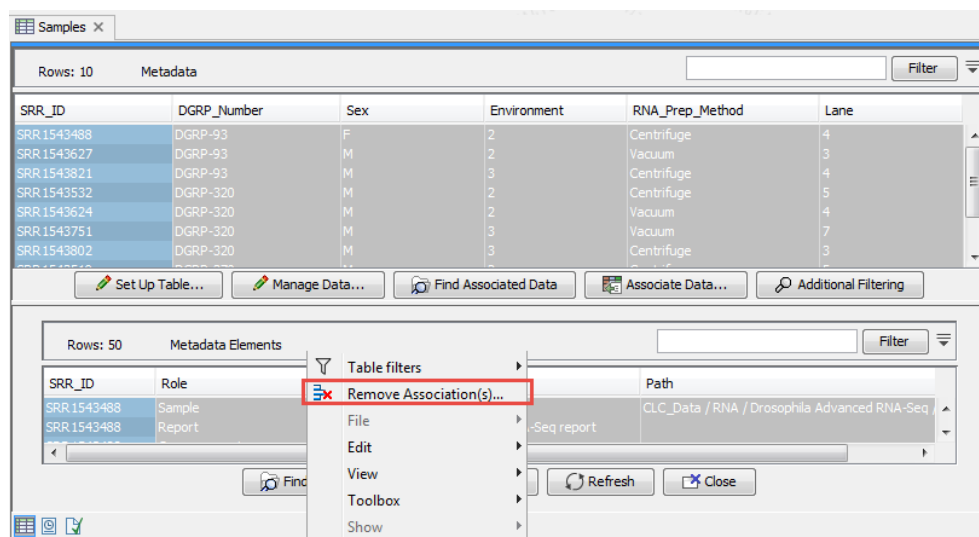 Samples
Rows: 10 Metadata Filter
SRR_ID DGRP_Number Sex Environment RNA_Prep_Method Lane
SRR1543488 DGRP-93 F 2 Centrifuge 4
SRR1543627 DGRP-93 M 2 Vacuum 3
SRR1543821 DGRP-93 M 3 Centrifuge 4
SRR1543532 DGRP-320 M 2 Centrifuge 5
SRR1543624 DGRP-320 M 2 Vacuum 4
SRR1543751 DGRP-320 M 3 Vacuum 7
SRR1543802 DGRP-320 M 3 Centrifuge 3
Set Up Table... Manage Data... Find Associated Data Associate Data... Additional Filtering
Rows: 50 Metadata Elements Filter
SRR_ID Role Path
SRR1543488 Sample CLC_Data / RNA / Drosophila Advanced RNA-Seq /
SRR1543488 Report -Seq report
Find Refresh Close
Table filters
Remove Association(s)...
File
Edit
View
Toolbox
Show